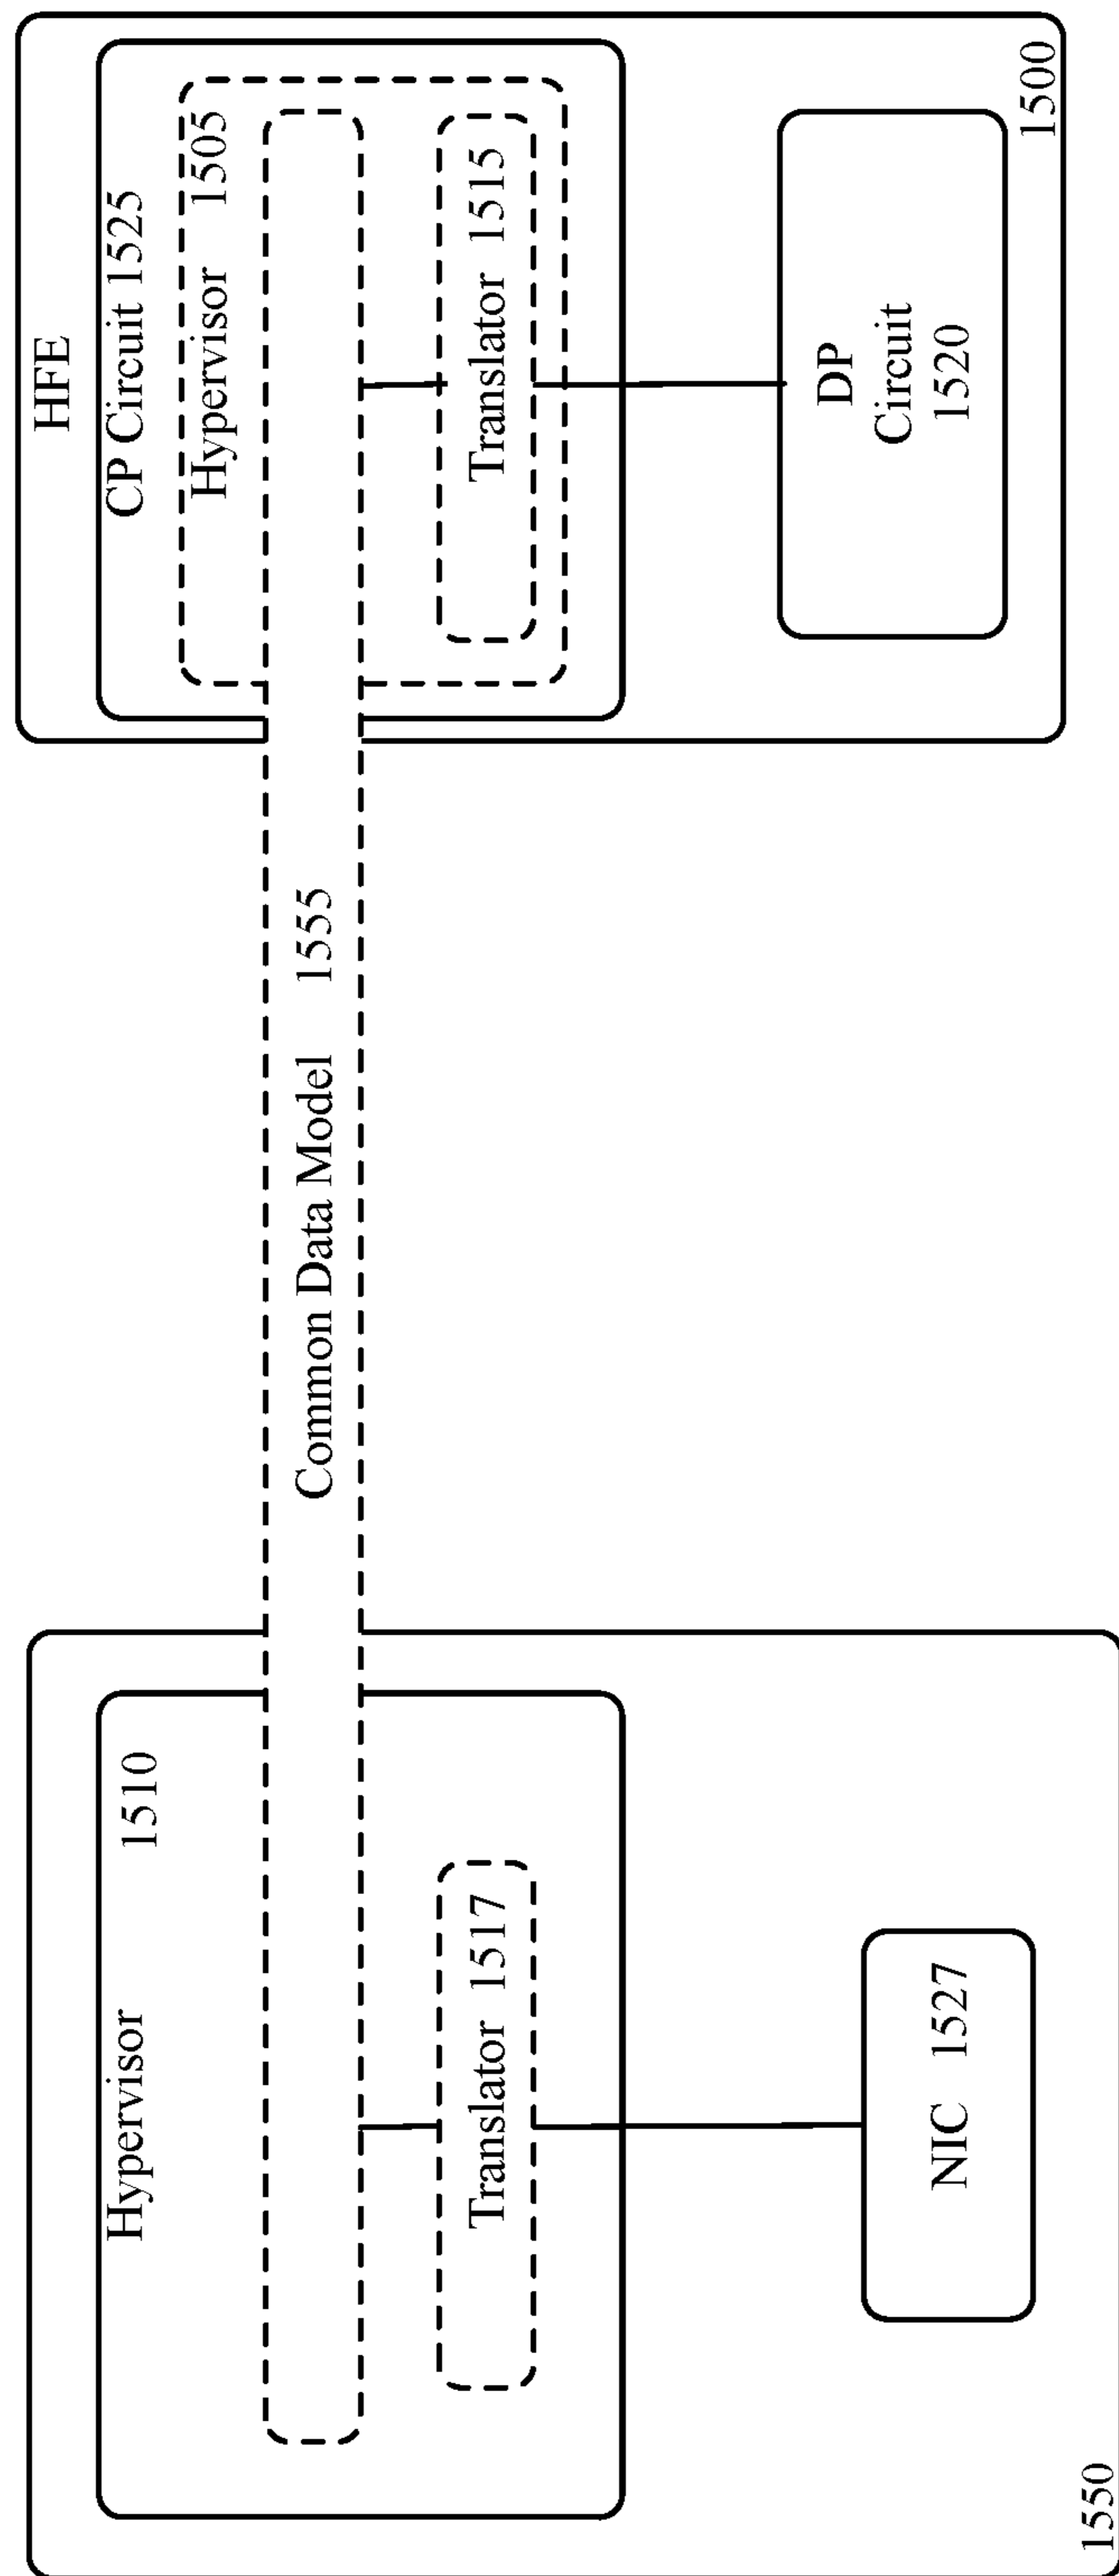 Hypervisor 1510
Common Data Model 1555
Translator 1517
NIC 1527
1550
HFE
CP Circuit 1525
Hypervisor 1505
Translator 1515
DP
Circuit
1520
1500